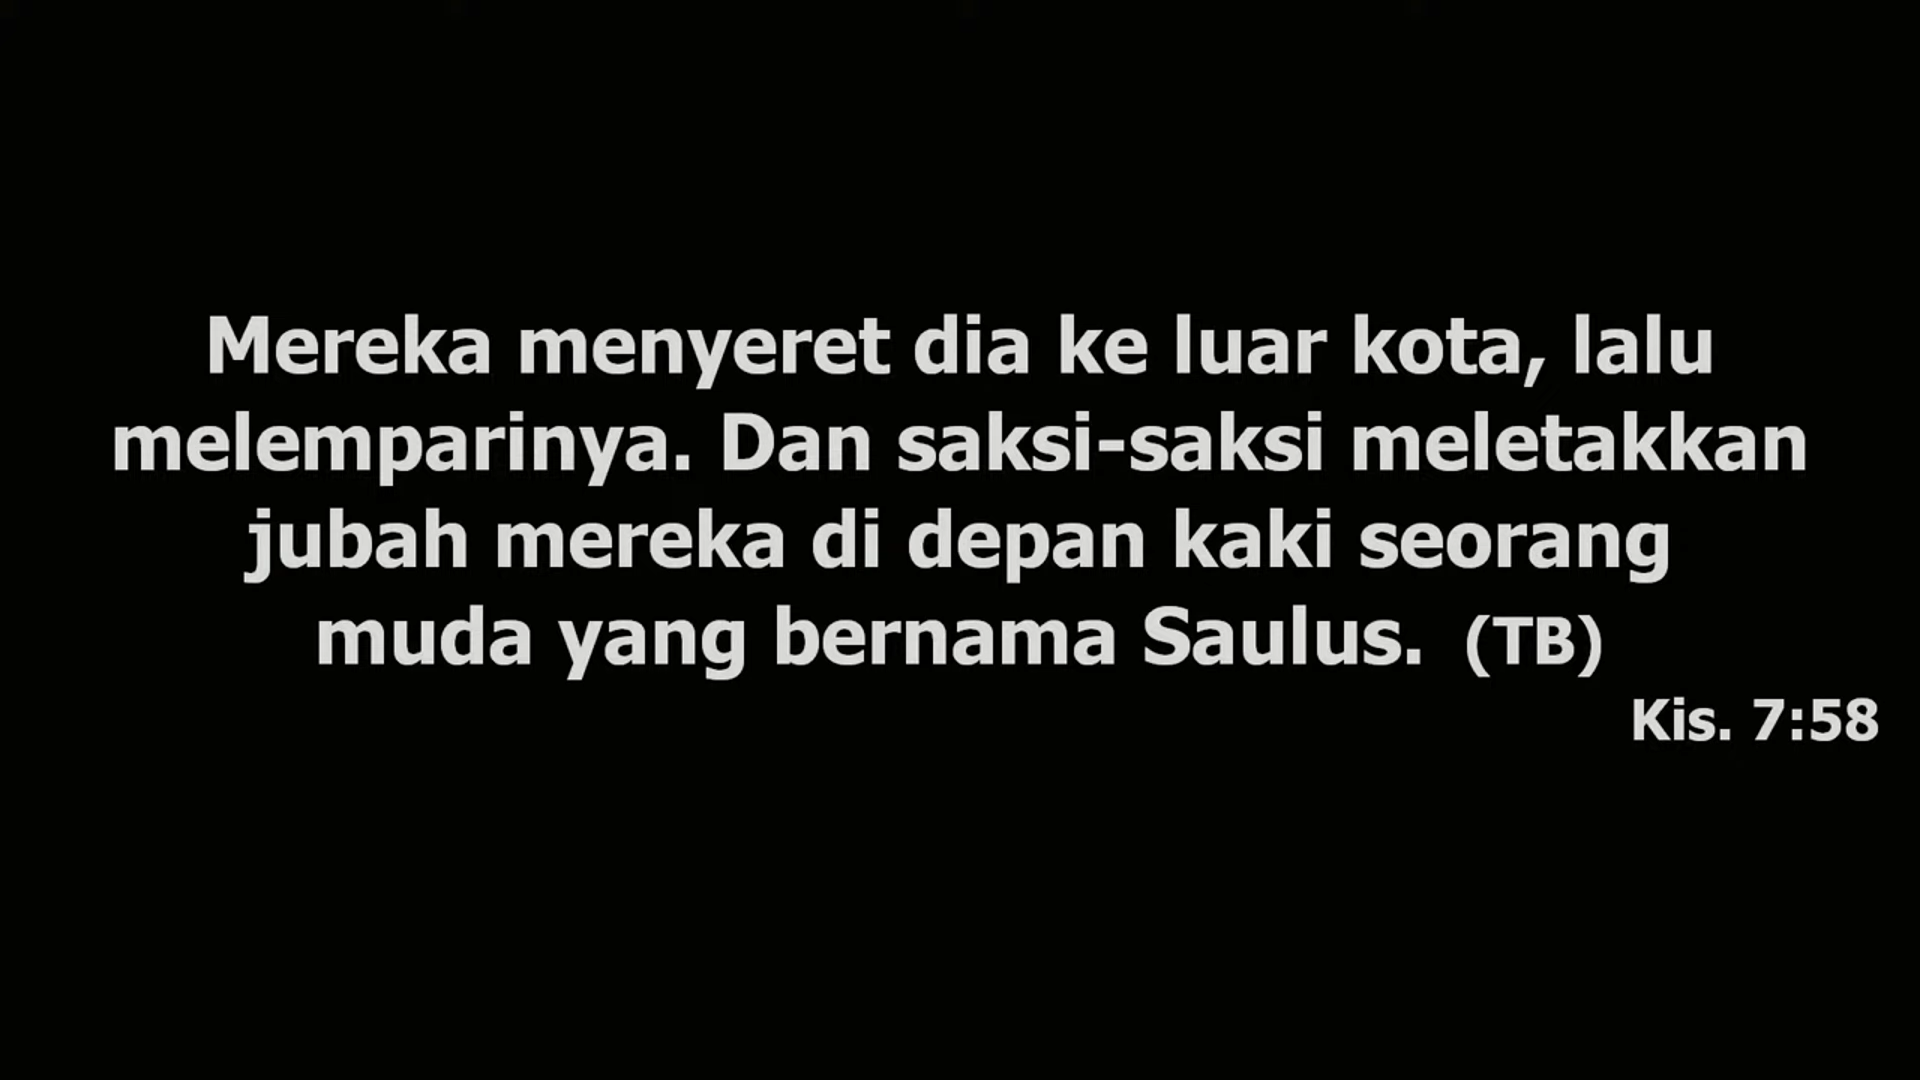 Mereka menyeret dia ke luar kota, lalu
melemparinya. Dan saksi-saksi meletakkan
jubah mereka di depan kaki seorang
muda yang bernama Saulus. (TB)
Kis. 7:58